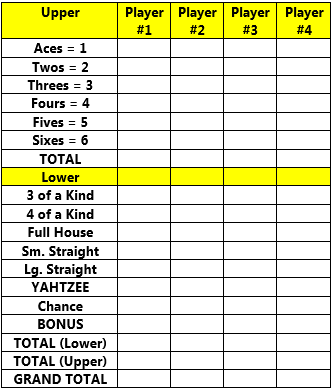 Upper Player #1 Player #2 Player #3 Player #4
Aces = 1
Twos = 2
Threes = 3
Fours = 4
Fives = 5
Sixes = 6
TOTAL
Lower
3 of a Kind
4 of a Kind
Full House
Sm. Straight
Lg. Straight
YAHTZEE
Chance
BONUS
TOTAL (Lower)
TOTAL (Upper)
GRAND TOTAL